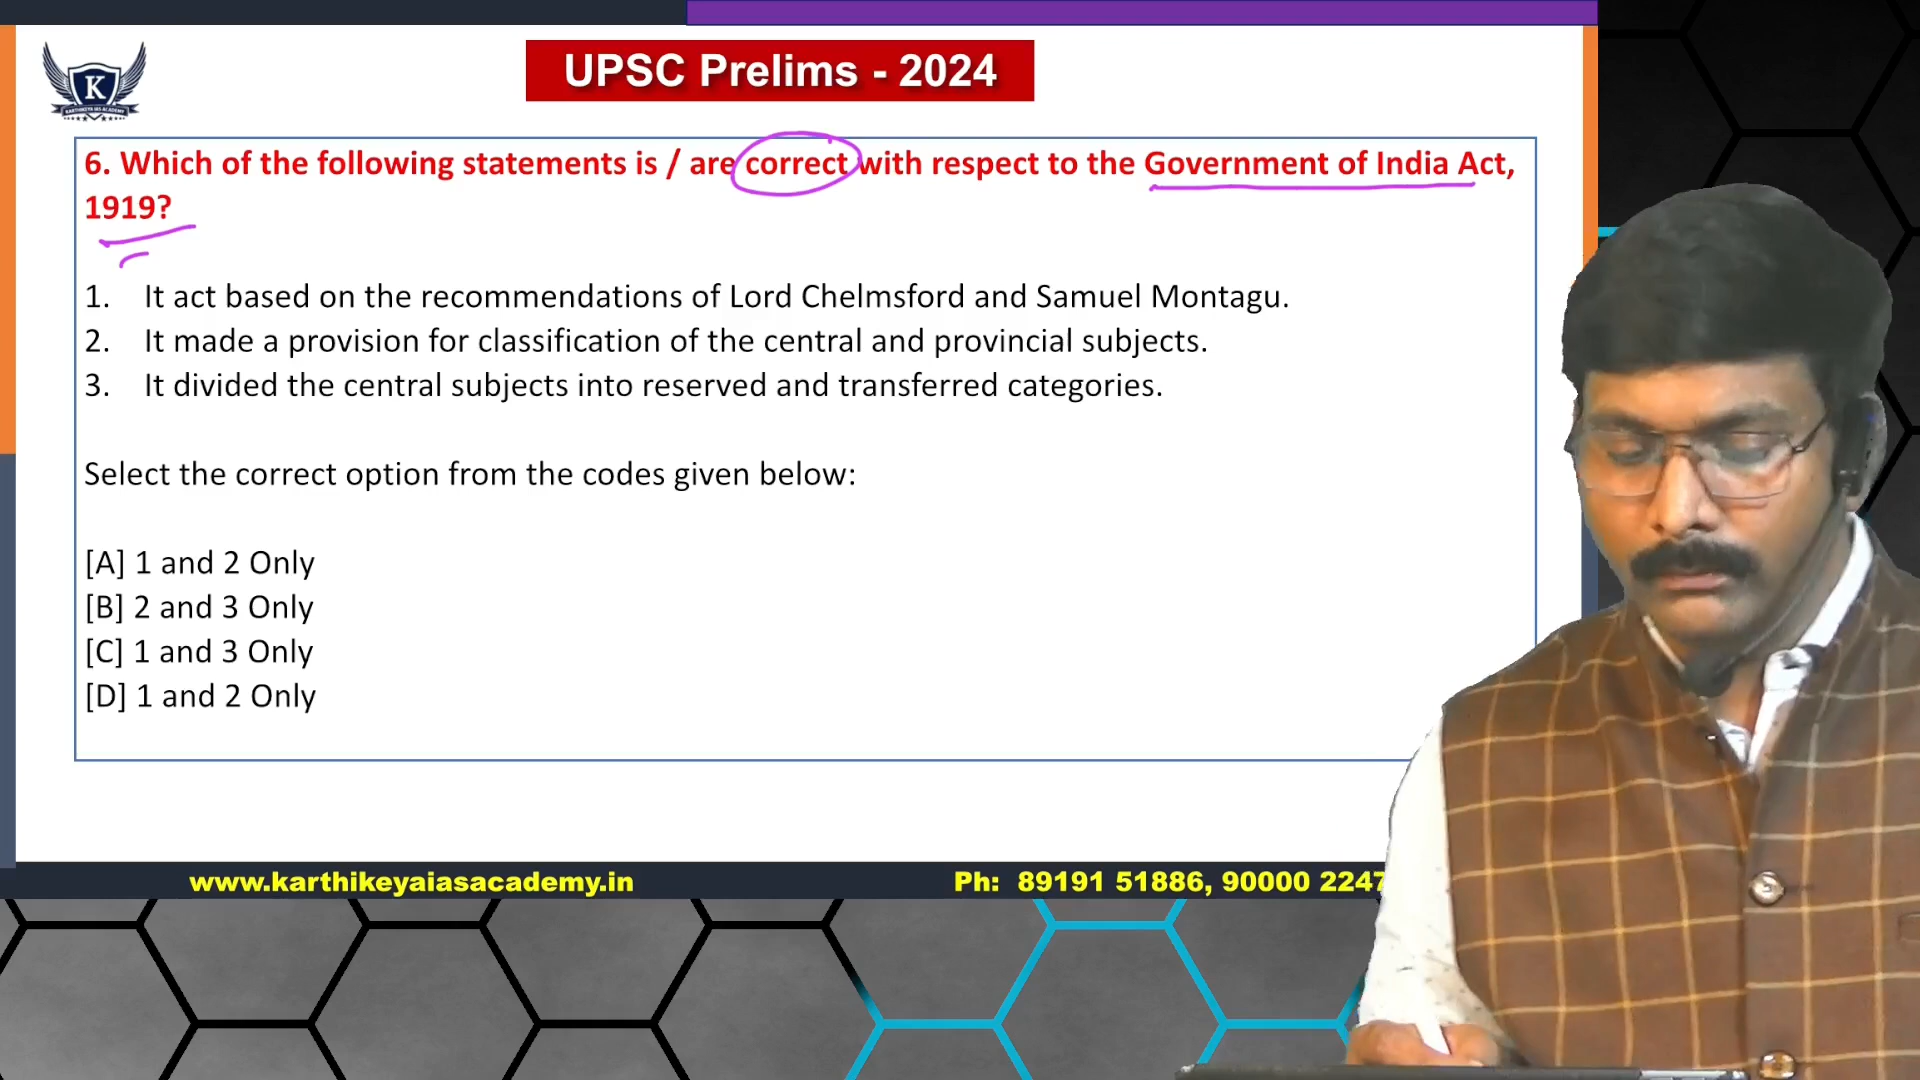 UPSC Prelims - 2024
K
KARTHIKEYA IAS ACADEMY
6. Which of the following statements is / are correct with respect to the Government of India Act,
1919?
1. It act based on the recommendations of Lord Chelmsford and Samuel Montagu.
2. It made a provision for classification of the central and provincial subjects.
3. It divided the central subjects into reserved and transferred categories.
Select the correct option from the codes given below:
[A] 1 and 2 Only
[B] 2 and 3 Only
[C] 1 and 3 Only
[D] 1 and 2 Only
www.karthikeyaiasacademy.in
Ph: 89191 51886, 90000 2247